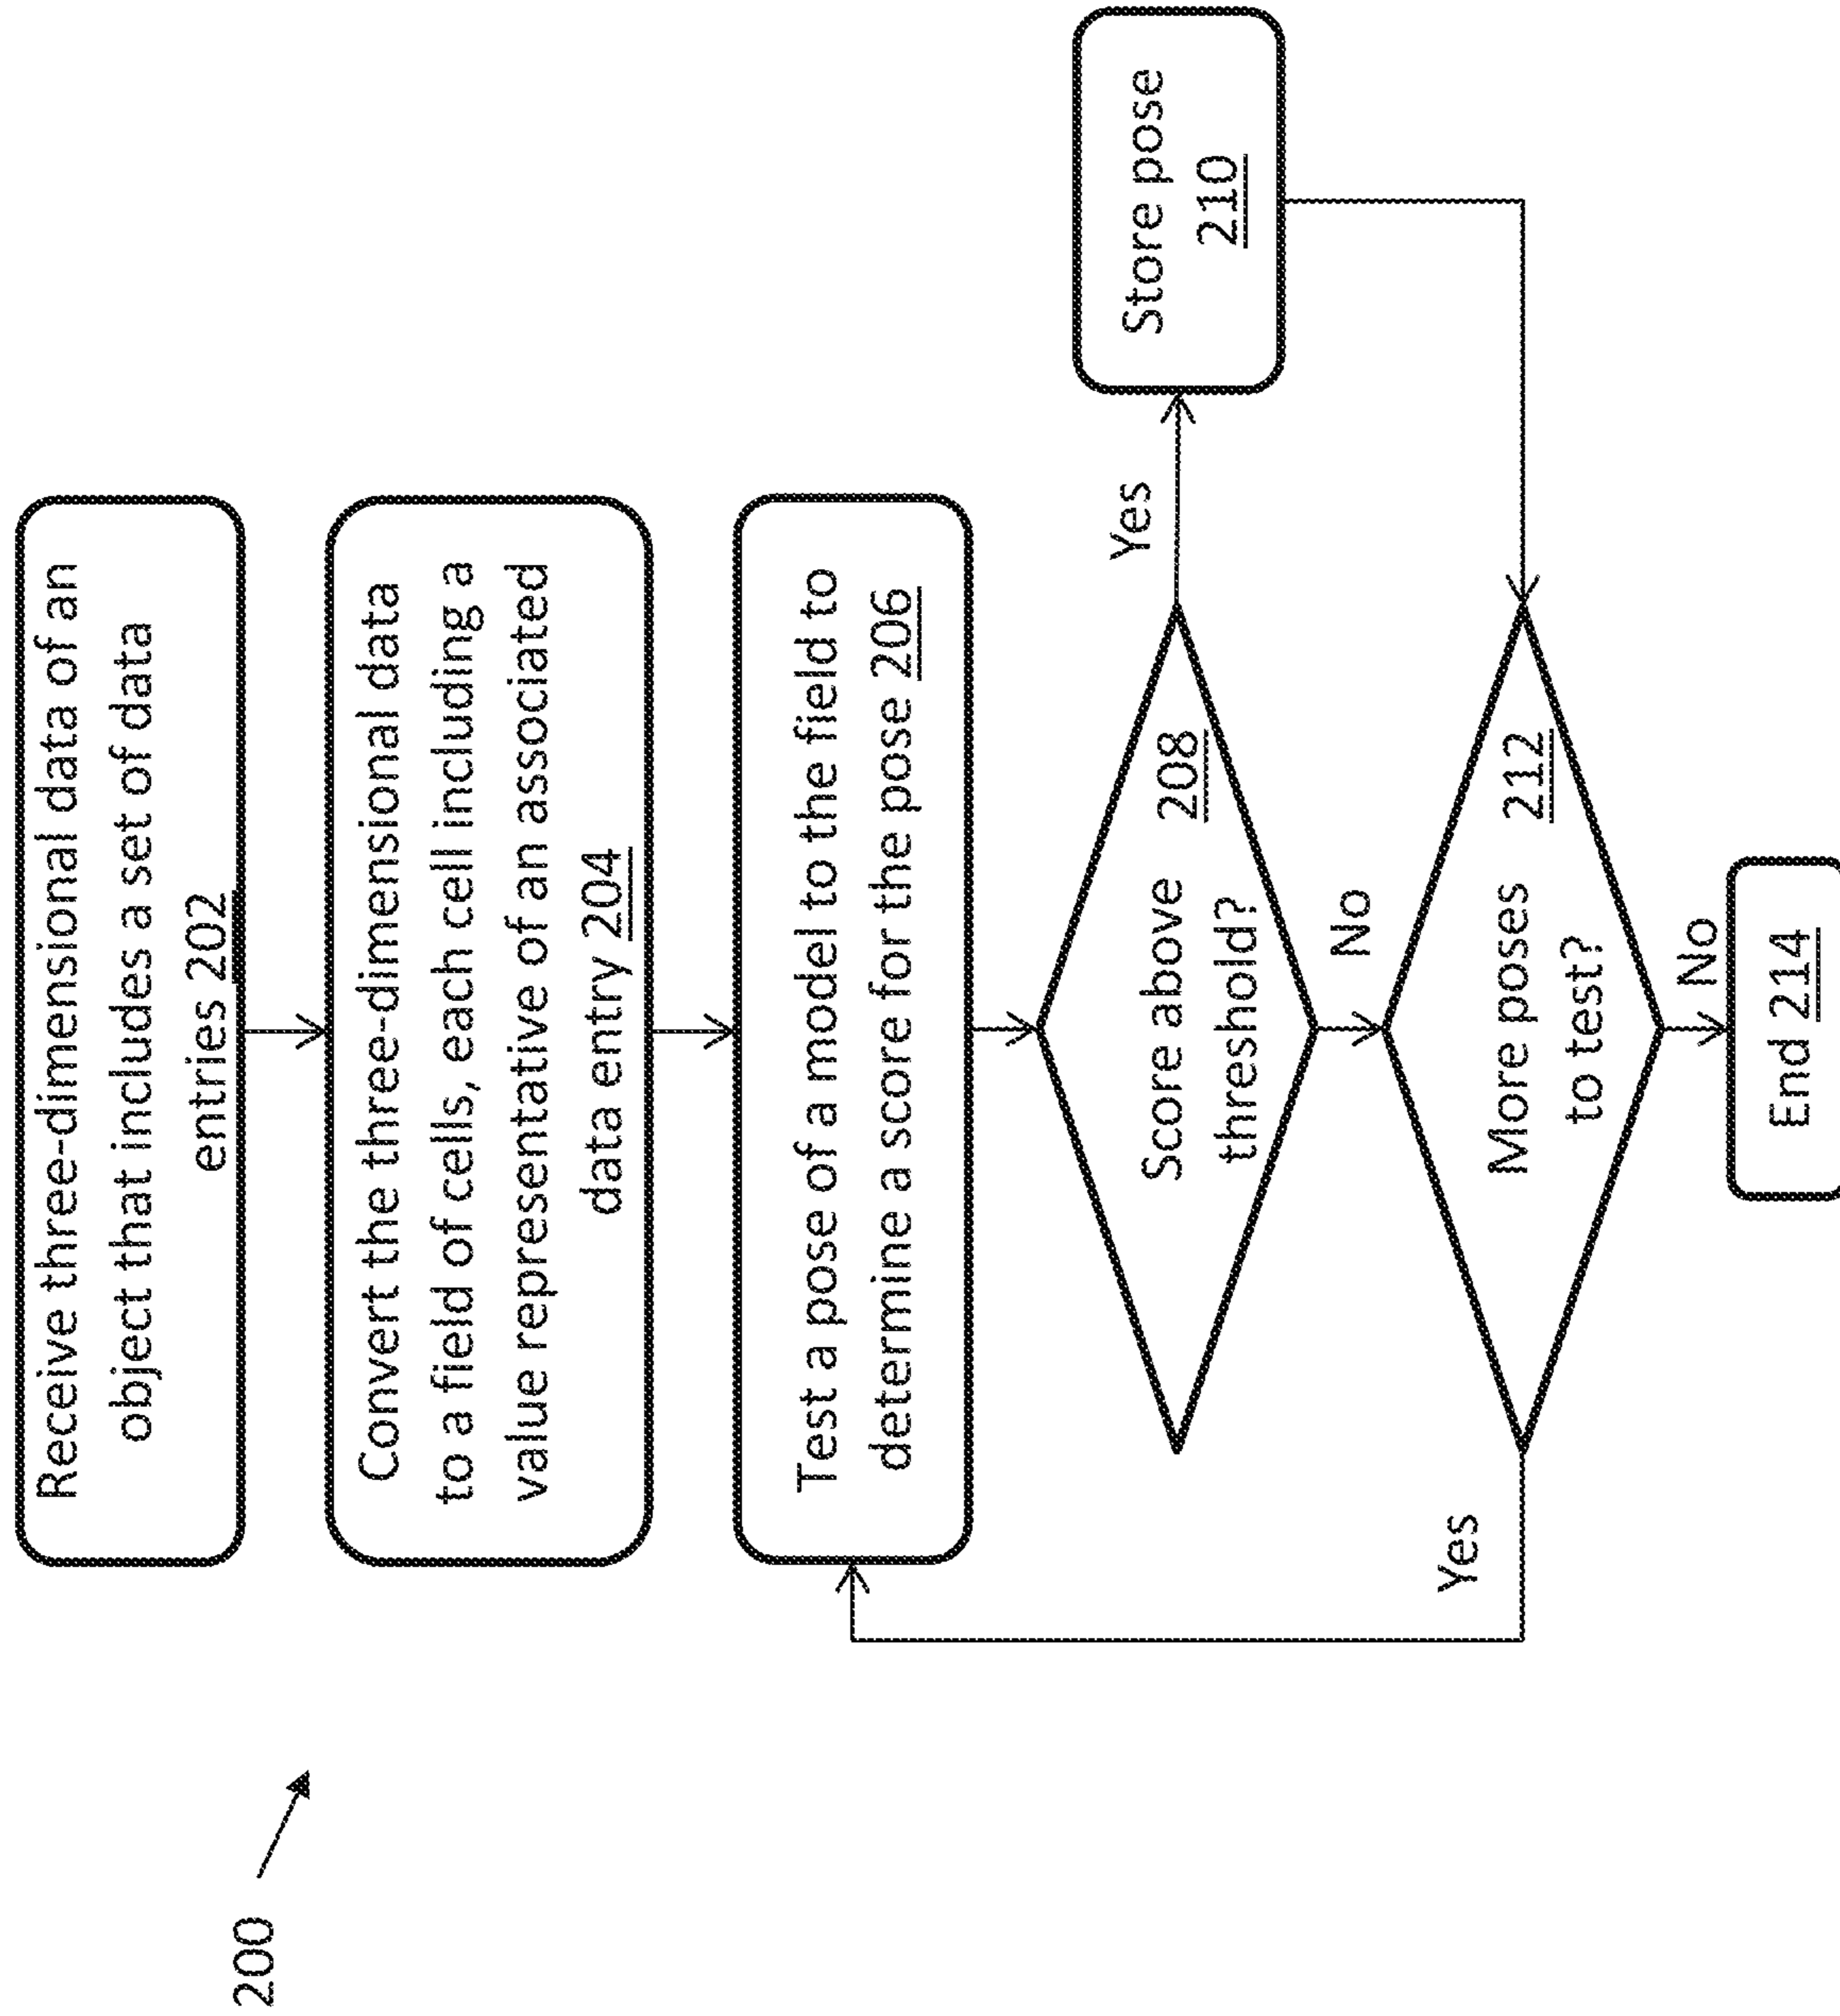 200
Receive three-dimensional data of an
object that includes a set of data
entries 202
Convert the three-dimensional data
to a field of cells, each cell including a
value representative of an associated
data entry 204
Test a pose of a model to the field to
determine a score for the pose 206
Score above
threshold?
208
Yes
Store pose
210
No
More poses
to test?
212
Yes
No
End 214